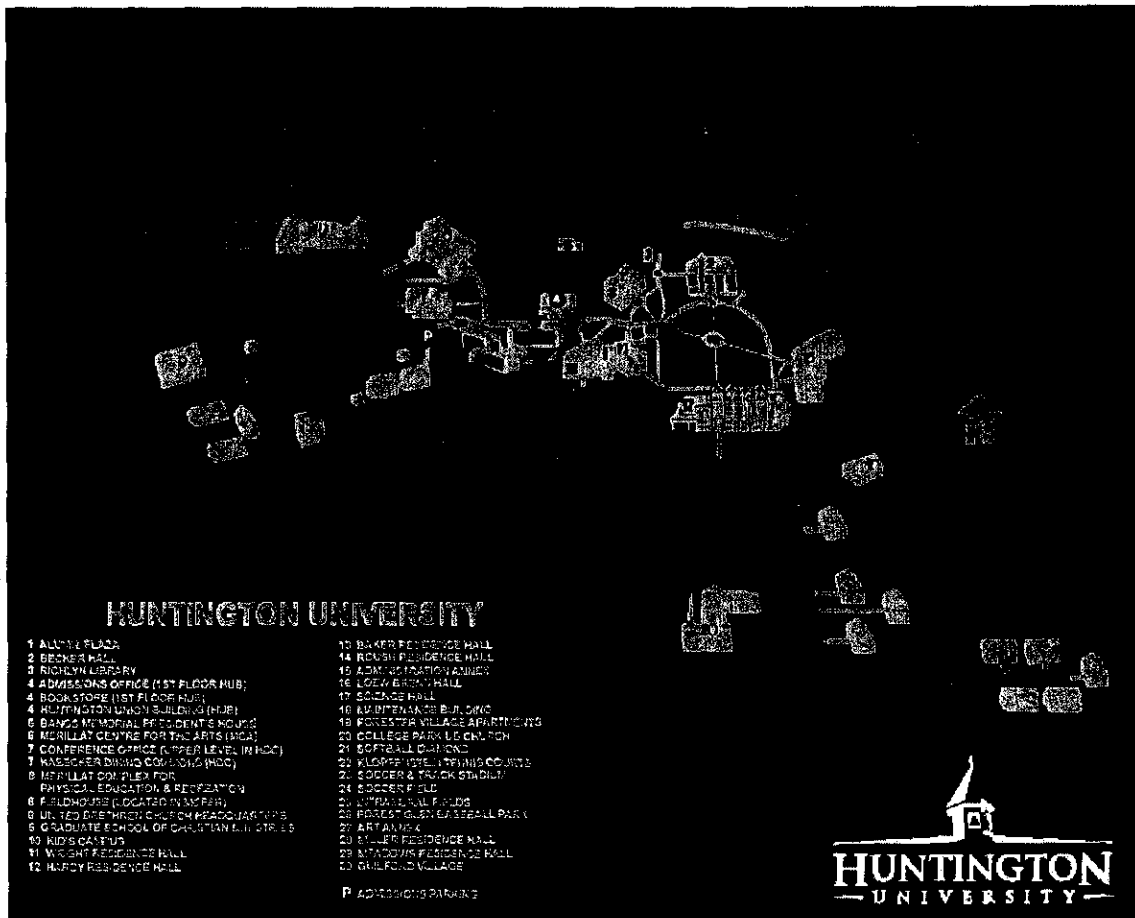 P
HUNTINGTON UNIVERSITY
1 ALUMNI PLAZA
2 BECKER HALL
3 RICHLYN LIBRARY
4 ADMISSIONS OFFICE (1ST FLOOR HUB)
4 BOOKSTORE (1ST FLOOR HUB)
4 HUNTINGTON UNION BUILDING (HUB)
5 BANGS MEMORIAL PRESIDENT'S HOUSE
6 MERILLAT CENTRE FOR THE ARTS (MCA)
7 CONFERENCE OFFICE (UPPER LEVEL IN HDC)
7 HABECKER DINING COMMONS (HDC)
8 MERILLAT COMPLEX FOR
PHYSICAL EDUCATION & RECREATION
8 FIELDHOUSE (LOCATED IN MCPER)
9 UNITED BRETHREN CHURCH HEADQUARTERS
9 GRADUATE SCHOOL OF CHRISTIAN MINISTRIES
10 KID'S CAMPUS
11 WRIGHT RESIDENCE HALL
12 HARDY RESIDENCE HALL
13 BAKER RESIDENCE HALL
14 ROUSH RESIDENCE HALL
15 ADMINISTRATION ANNEX
16 LOEW BRENN HALL
17 SCIENCE HALL
18 MAINTENANCE BUILDING
19 FORESTER VILLAGE APARTMENTS
20 COLLEGE PARK UB CHURCH
21 SOFTBALL DIAMOND
22 KLOPFENSTEIN TENNIS COURTS
23 SOCCER & TRACK STADIUM
24 SOCCER FIELD
25 INTRAMURAL FIELDS
26 FOREST GLEN BASEBALL PARK
27 ART ANNEX
28 MILLER RESIDENCE HALL
29 MEADOWS RESIDENCE HALL
GUILFORD VILLAGE
P ADMISSIONS PARKING
HUNTINGTON
UNIVERSITY